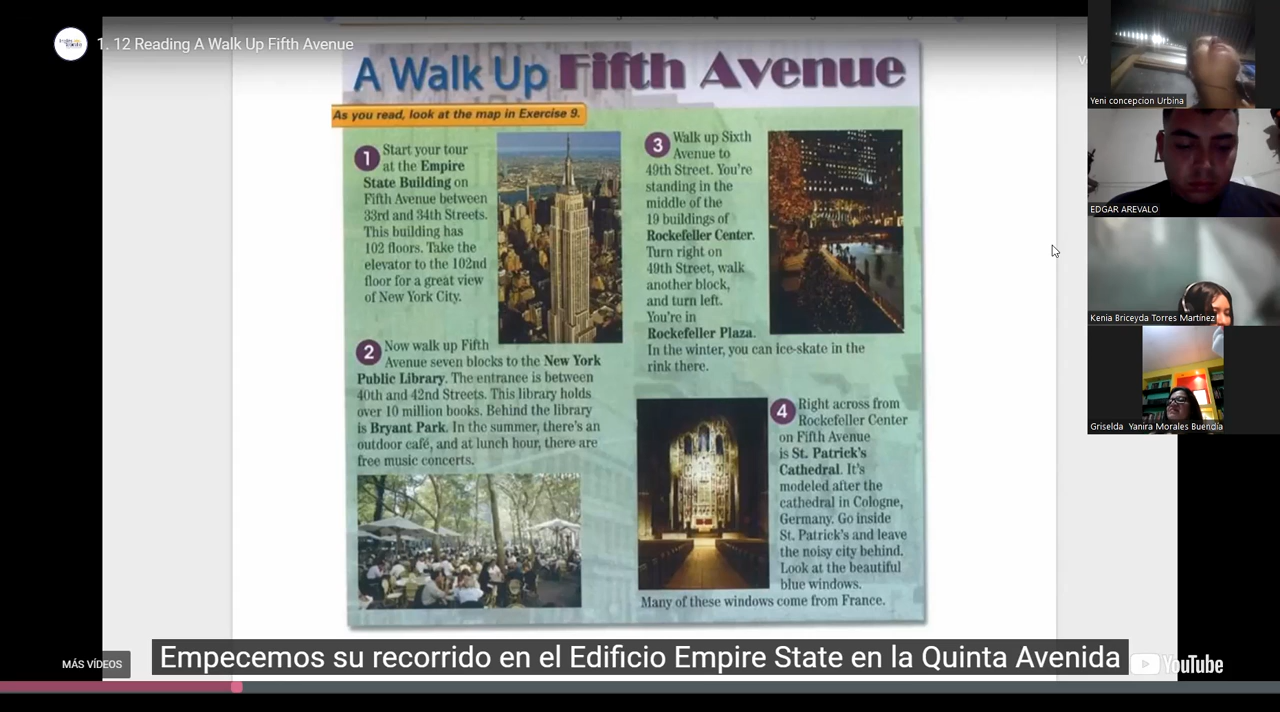 1. 12 Reading A Walk Up Fifth Avenue
A Walk Up Fifth Avenue
As you read, look at the map in Exercise 9.
1 Start your tour
at the Empire
State Building on
Fifth Avenue between
33rd and 34th Streets.
This building has
102 floors. Take the
elevator to the 102nd
floor for a great view
of New York City.
2 Now walk up Fifth
Avenue seven blocks to the New York
Public Library. The entrance is between
40th and 42nd Streets. This library holds
over 10 million books. Behind the library
is Bryant Park. In the summer, there's an
outdoor café, and at lunch hour, there are
free music concerts.
3 Walk up Sixth
Avenue to
49th Street. You're
standing in the
middle of the
19 buildings of
Rockefeller Center.
Turn right on
49th Street, walk
another block,
and turn left.
You're in
Rockefeller Plaza.
In the winter, you can ice-skate in the
rink there.
4 Right across from
Rockefeller Center
on Fifth Avenue
is St. Patrick's
Cathedral. It's
modeled after the
cathedral in Cologne,
Germany. Go inside
St. Patrick's and leave
the noisy city behind.
Look at the beautiful
blue windows.
Many of these windows come from France.
Yeni concepcion Urbina
EDGAR AREVALO
Kenia Briceyda Torres Martínez
Griselda Yanira Morales Buendía
MÁS VÍDEOS
Empecemos su recorrido en el Edificio Empire State en la Quinta Avenida
YouTube